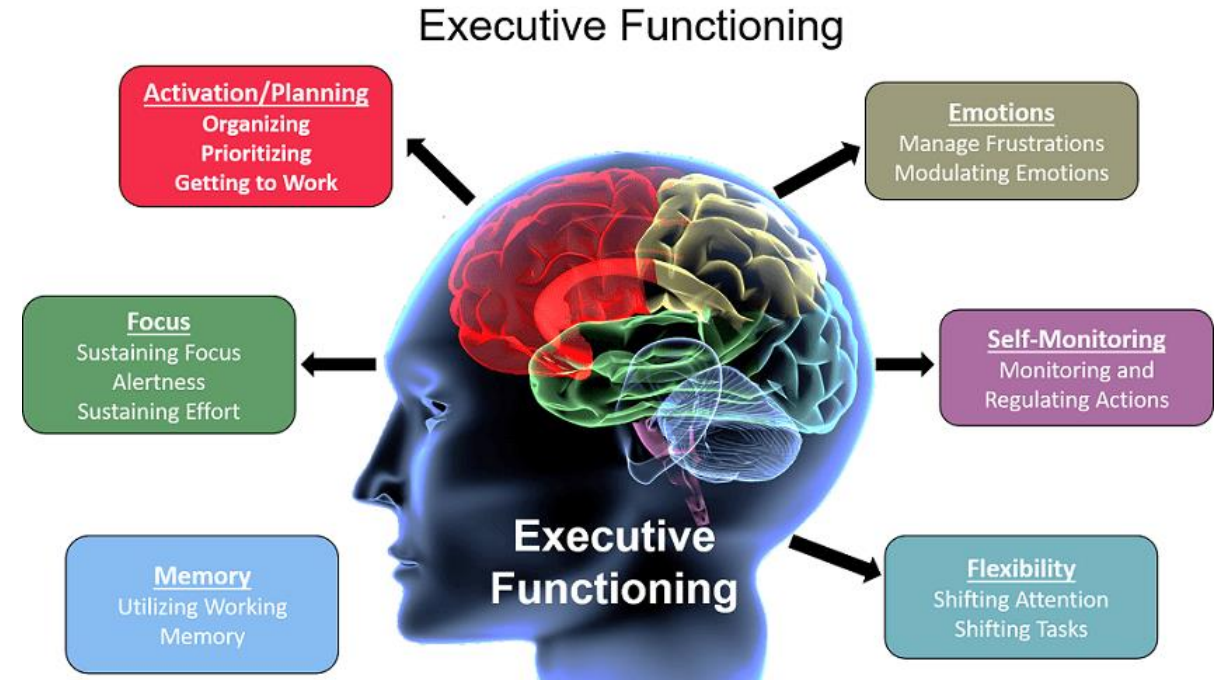 Executive Functioning
Activation/Planning
Organizing
Prioritizing
Getting to Work
Emotions
Manage Frustrations
Modulating Emotions
Focus
Sustaining Focus
Alertness
Sustaining Effort
Self-Monitoring
Monitoring and
Regulating Actions
Memory
Utilizing Working
Memory
Executive
Functioning
Flexibility
Shifting Attention
Shifting Tasks